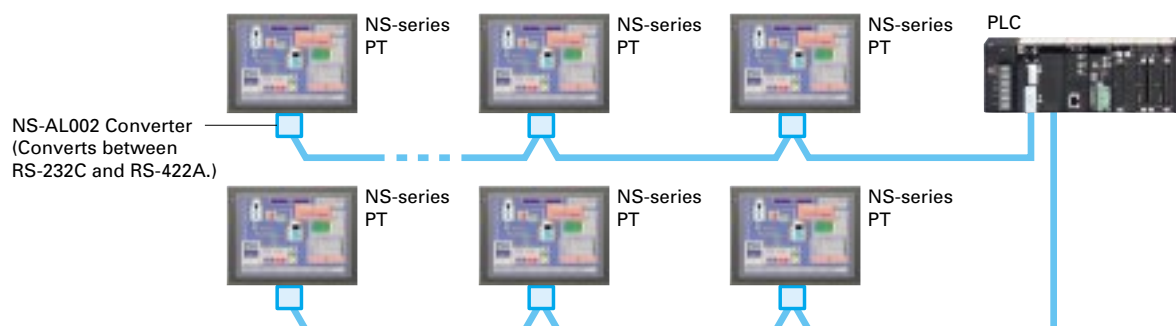 NS-series
PT
NS-series
PT
NS-series
PT
PLC
NS-AL002 Converter
(Converts between
RS-232C and RS-422A.)
NS-series
PT
NS-series
PT
NS-series
PT